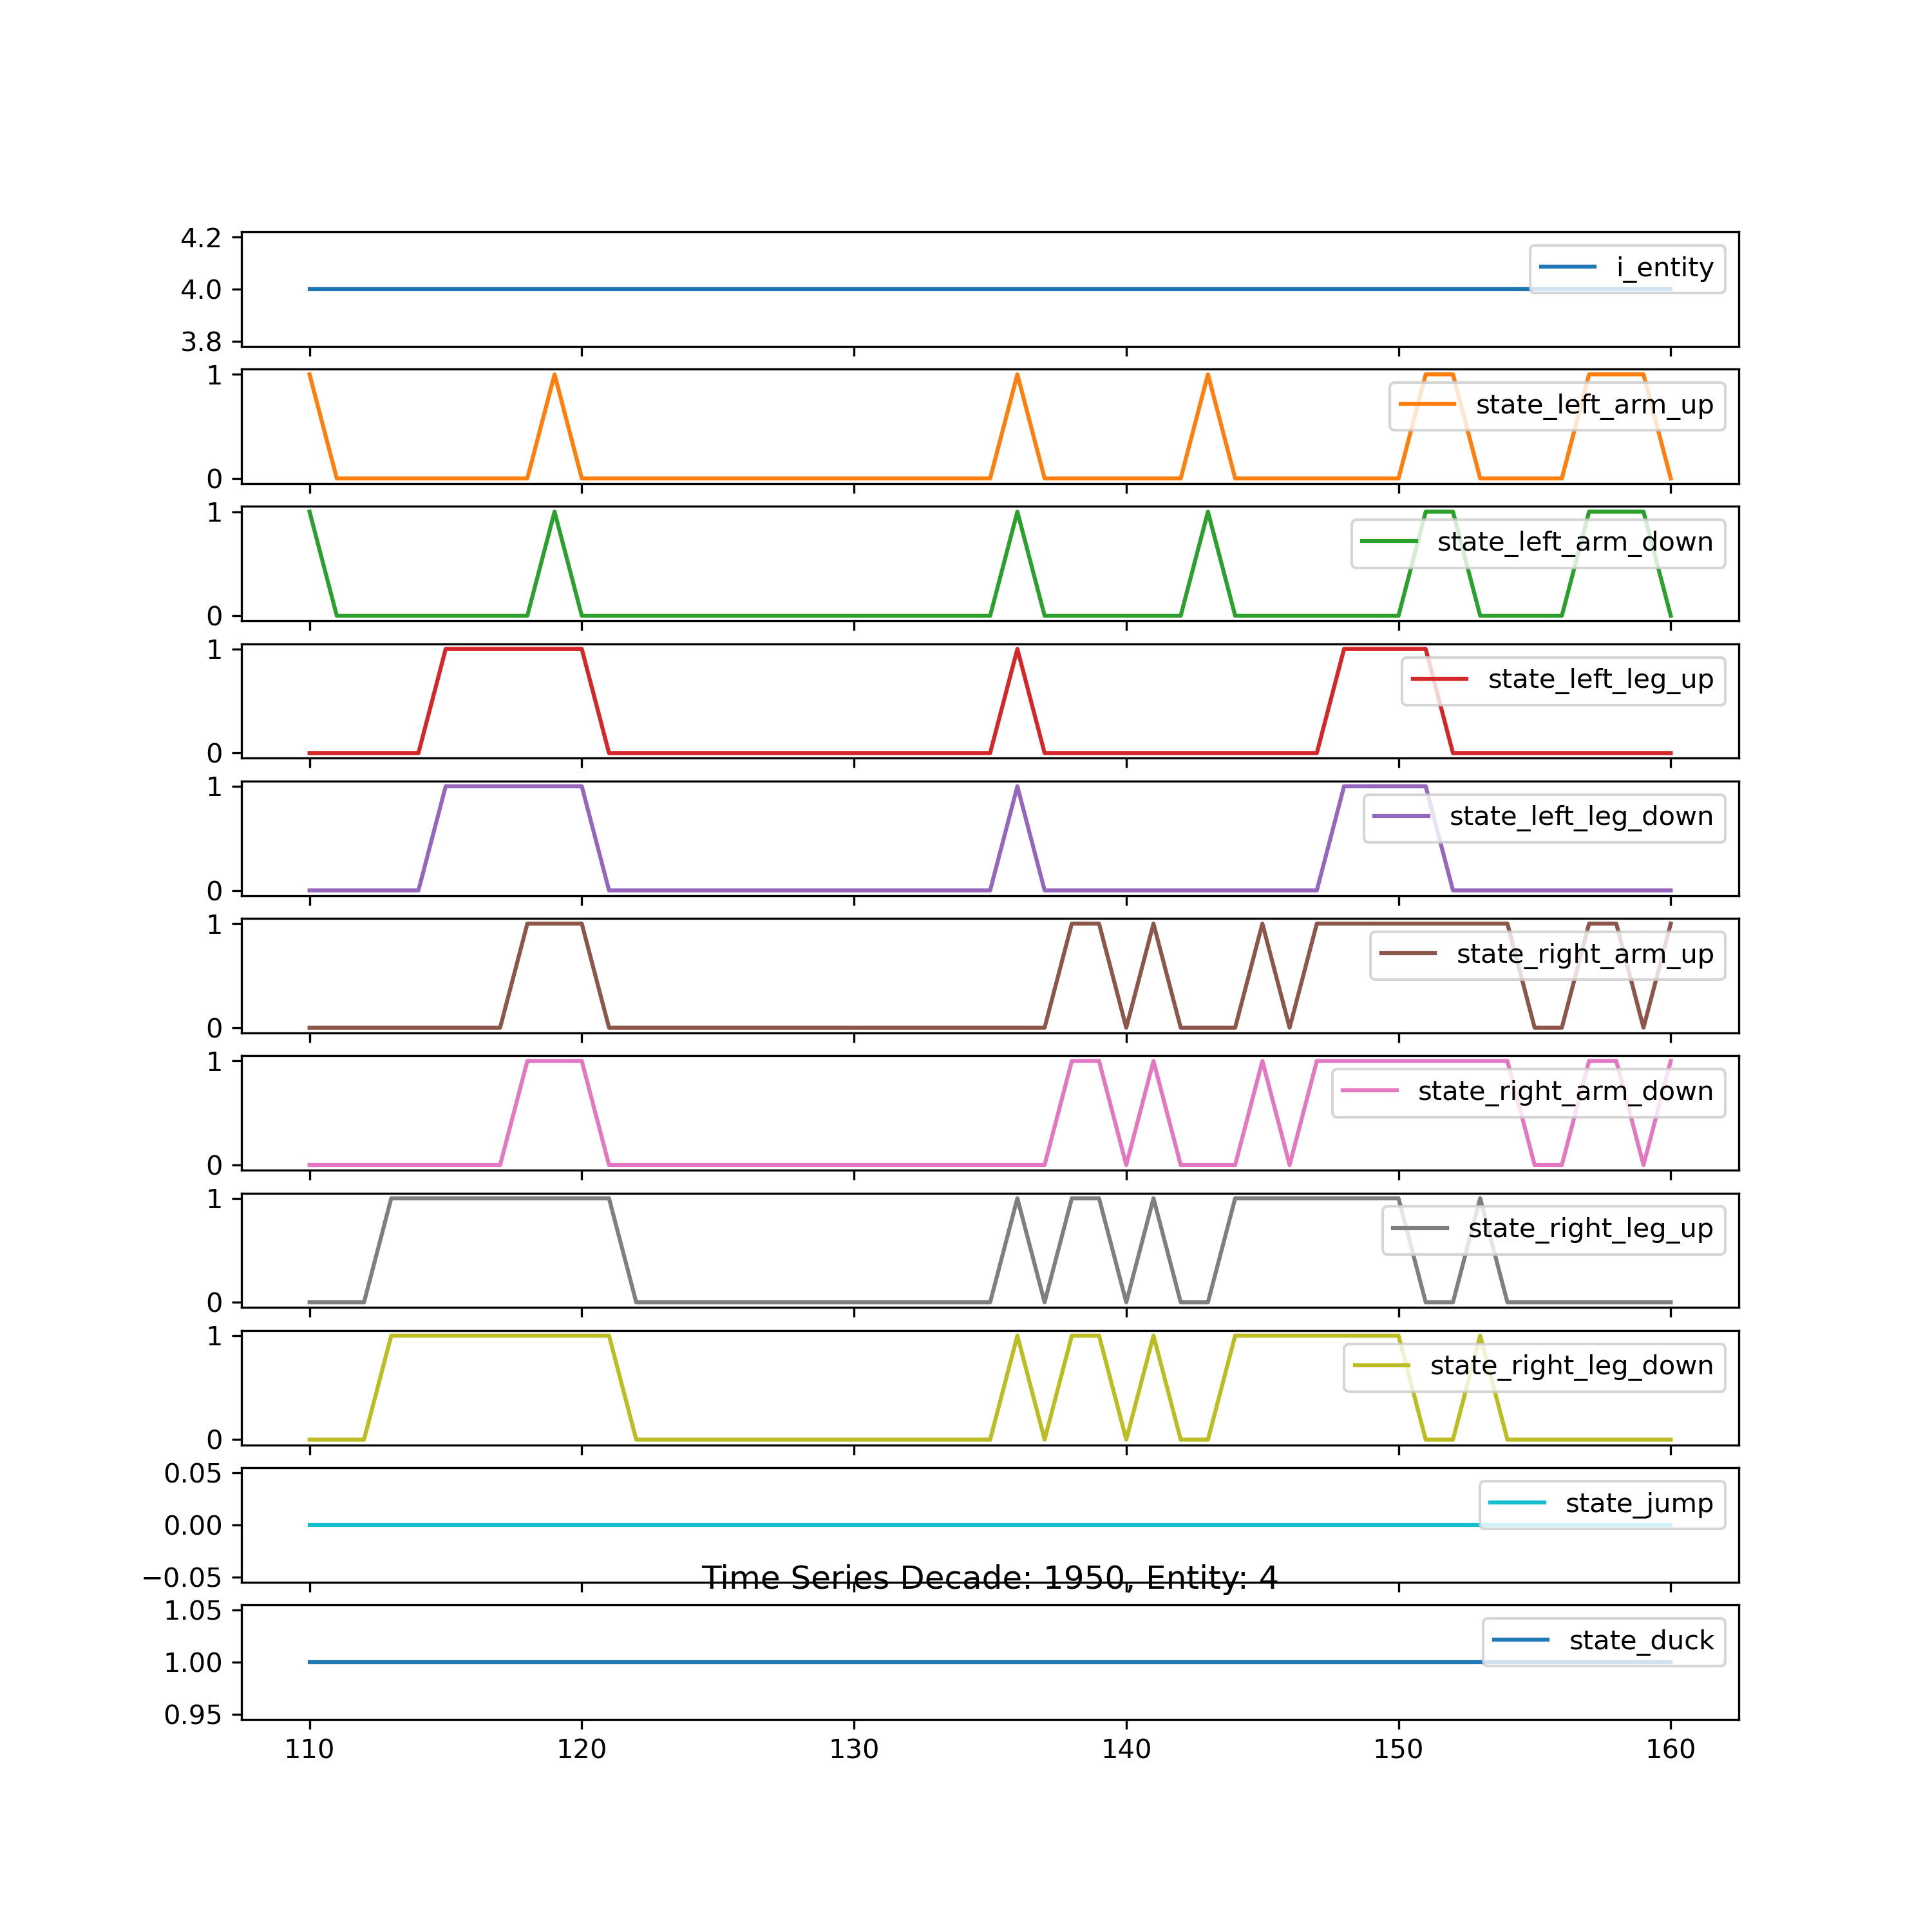 4.2
4.0
3.8
i_entity
1
0
state_left_arm_up
1
0
state_left_arm_down
1
0
state_left_leg_up
1
0
state_left_leg_down
1
0
state_right_arm_up
1
0
state_right_arm_down
1
0
state_right_leg_up
1
0
state_right_leg_down
0.05
0.00
−0.05
state_jump
Time Series Decade: 1950, Entity: 4
1.05
1.00
0.95
state_duck
110 120 130 140 150 160